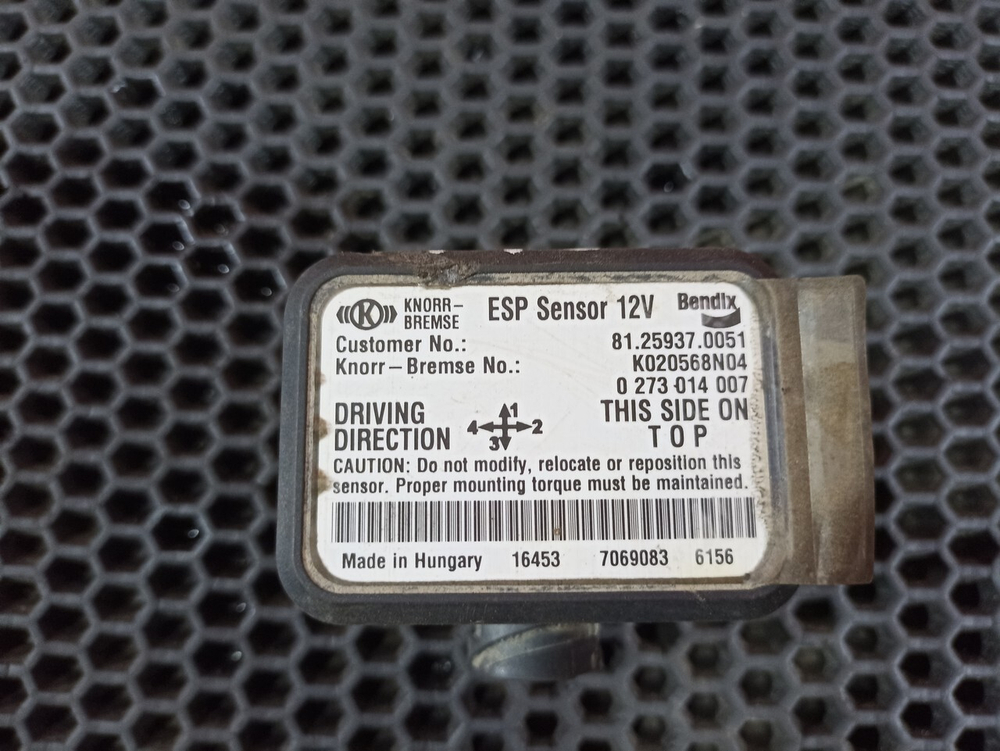 K KNORR-BREMSE ESP Sensor 12V Bendix
Customer No.: 81.25937.0051
Knorr-Bremse No.: K020568N04
0 273 014 007
DRIVING DIRECTION 1 2 3 4 THIS SIDE ON TOP
CAUTION: Do not modify, relocate or reposition this
sensor. Proper mounting torque must be maintained.
Made in Hungary 16453 7069083 6156